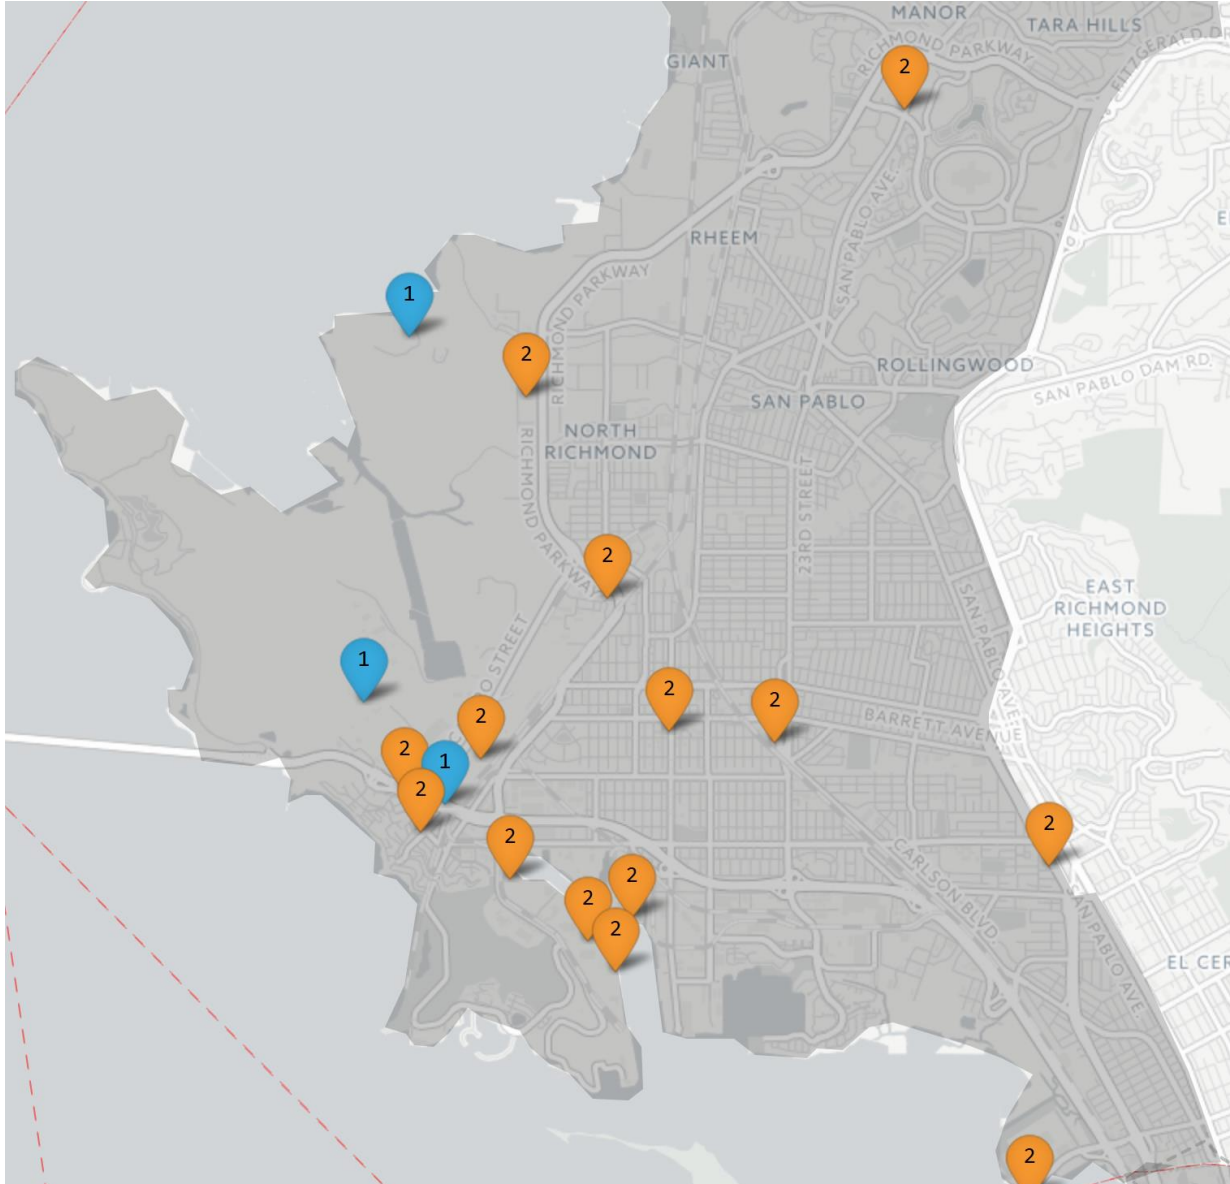 MANOR
TARA HILLS
RICHMOND PARKWAY
FITZGERALD DR
GIANT
2
SAN PABLO AVE.
RHEEM
RICHMOND PARKWAY
1
2
ROLLINGWOOD
SAN PABLO DAM RD.
SAN PABLO
NORTH
RICHMOND
RICHMOND PARKWAY
23RD STREET
2
EAST
RICHMOND
HEIGHTS
SAN PABLO AVENUE
O STREET
1
2
2
2
BARRETT AVENUE
2
1
2
2
2
CARLSON BLVD.
2
2
2
SAN PABLO AVE.
EL CER
2